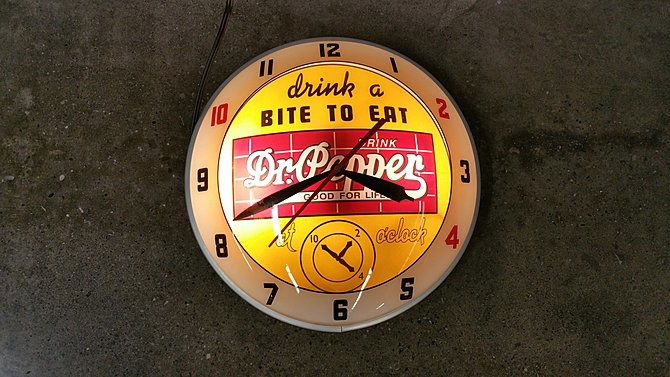 12
11
1
10
2
9
3
8
4
7
5
6
drink a
BITE TO EAT
DRINK
Dr. Pepper
GOOD FOR LIFE
at o'clock
10 2
4